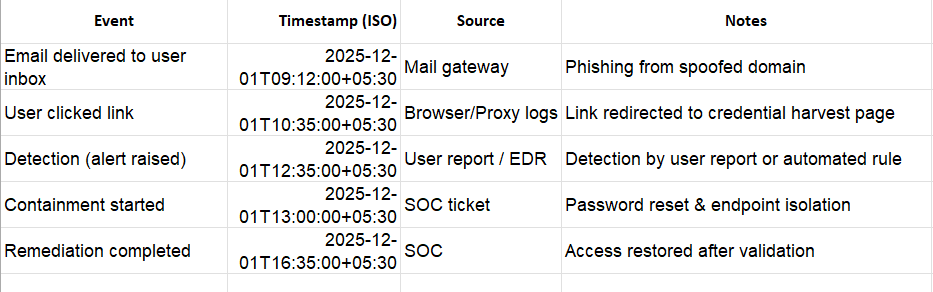 Event Timestamp (ISO) Source Notes
Email delivered to user
inbox 2025-12-
01T09:12:00+05:30 Mail gateway Phishing from spoofed domain
User clicked link 2025-12-
01T10:35:00+05:30 Browser/Proxy logs Link redirected to credential harvest page
Detection (alert raised) 2025-12-
01T12:35:00+05:30 User report / EDR Detection by user report or automated rule
Containment started 2025-12-
01T13:00:00+05:30 SOC ticket Password reset & endpoint isolation
Remediation completed 2025-12-
01T16:35:00+05:30 SOC Access restored after validation